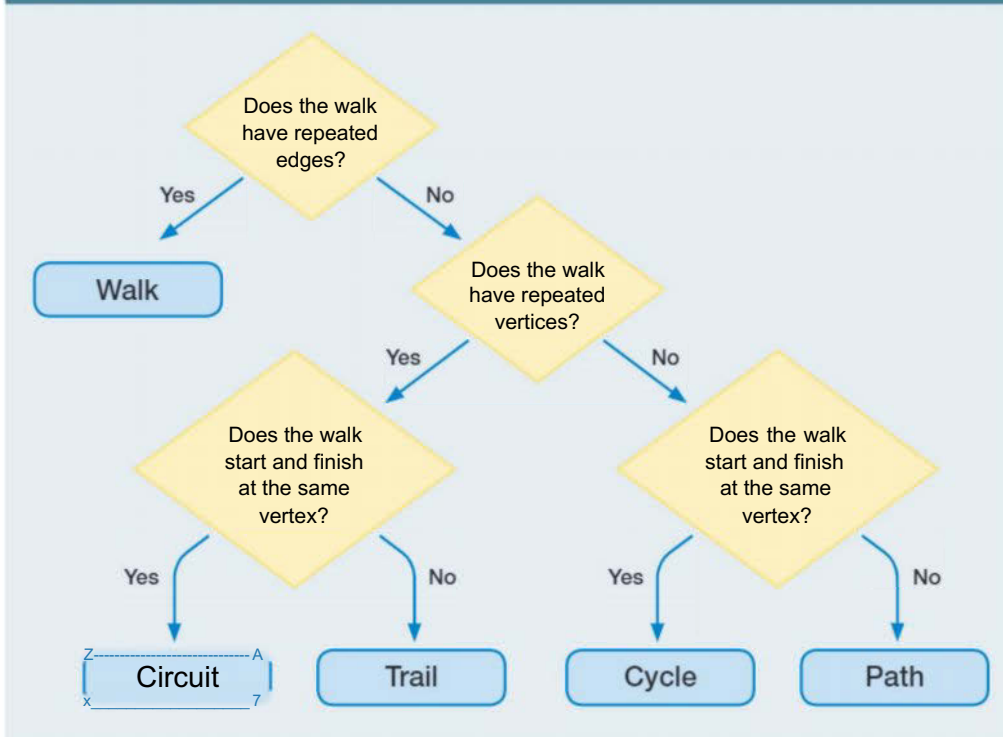 Does the walk
have repeated
edges?
Yes
No
Walk
Does the walk
have repeated
vertices?
Yes
No
Does the walk
start and finish
at the same
vertex?
Does the walk
start and finish
at the same
vertex?
Yes
No
Yes
No
Z------------------------------A
Circuit
x_____________________7
Trail
Cycle
Path